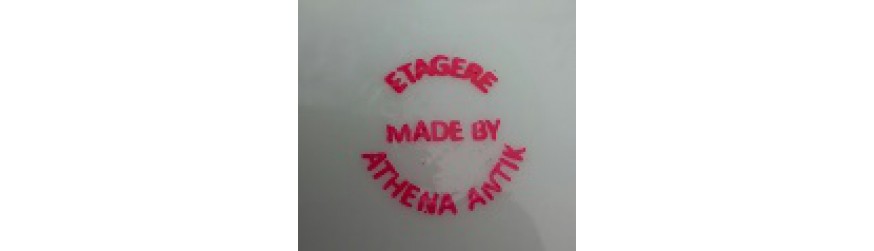 ETAGERE
MADE BY
ATHENA ANTIK